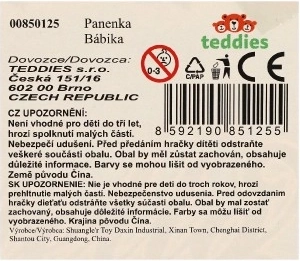 00850125
Panenka
Bábika
teddies
Dovozce/Dovozca:
TEDDIES s.r.o.
Česká 151/16
602 00 Brno
CZECH REPUBLIC
0-3
C/PÁP
8 592190 851255
CZ UPOZORNĚNÍ:
Není vhodné pro děti do tří let,
hrozí spolknutí malých částí.
Nebezpečí udušení. Před předáním hračky dítěti odstraňte
veškeré součásti obalu. Obal by měl zůstat zachován, obsahuje
důležité informace. Barvy se mohou lišit od vyobrazeného.
Země původu Čína.
SK UPOZORNENIE: Nie je vhodné pre deti do troch rokov, hrozí
prehltnutie malých častí. Nebezpečenstvo udusenia. Pred odovzdaním
hračky dieťaťu odstráňte všetky súčasti obalu. Obal by mal zostať
zachovaný, obsahuje dôležité informácie. Farby sa môžu líšiť od
vyobrazeného. Krajina pôvodu Čína.
Výrobce/Výrobca: Shuangle'r Toy Daxin Industrial, Xinan Town, Chenghai District,
Shantou City, Guangdong, China.